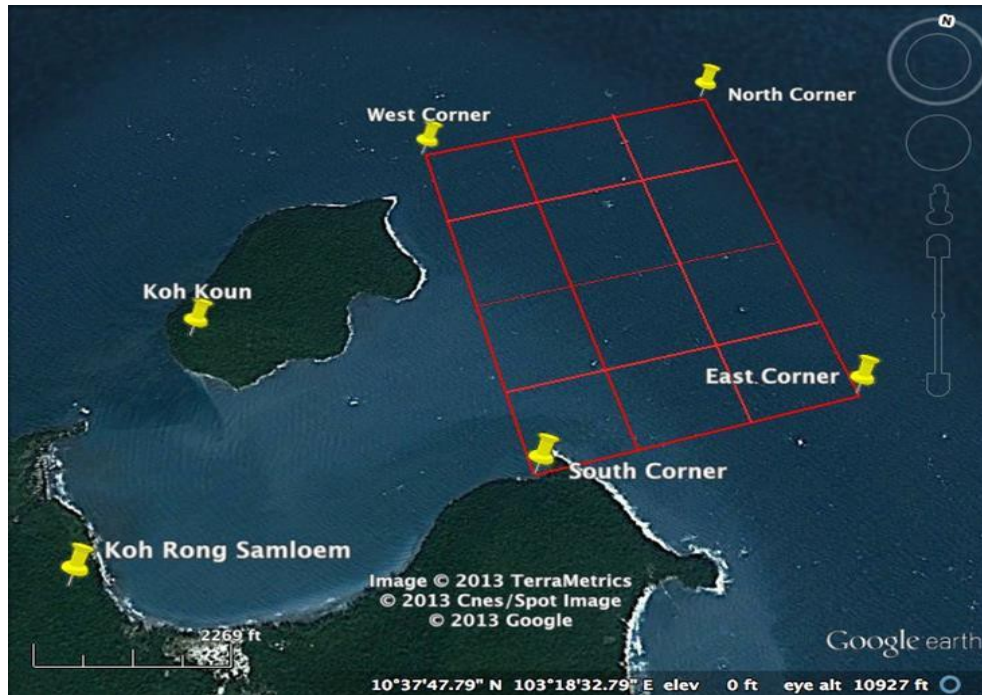 N
North Corner
West Corner
Koh Koun
East Corner
South Corner
Koh Rong Samloem
Image © 2013 TerraMetrics
© 2013 Cnes/Spot Image
© 2013 Google
2269 ft
Google earth
10°37'47.79" N 103°18'32.79" E elev 0 ft eye alt 10927 ft